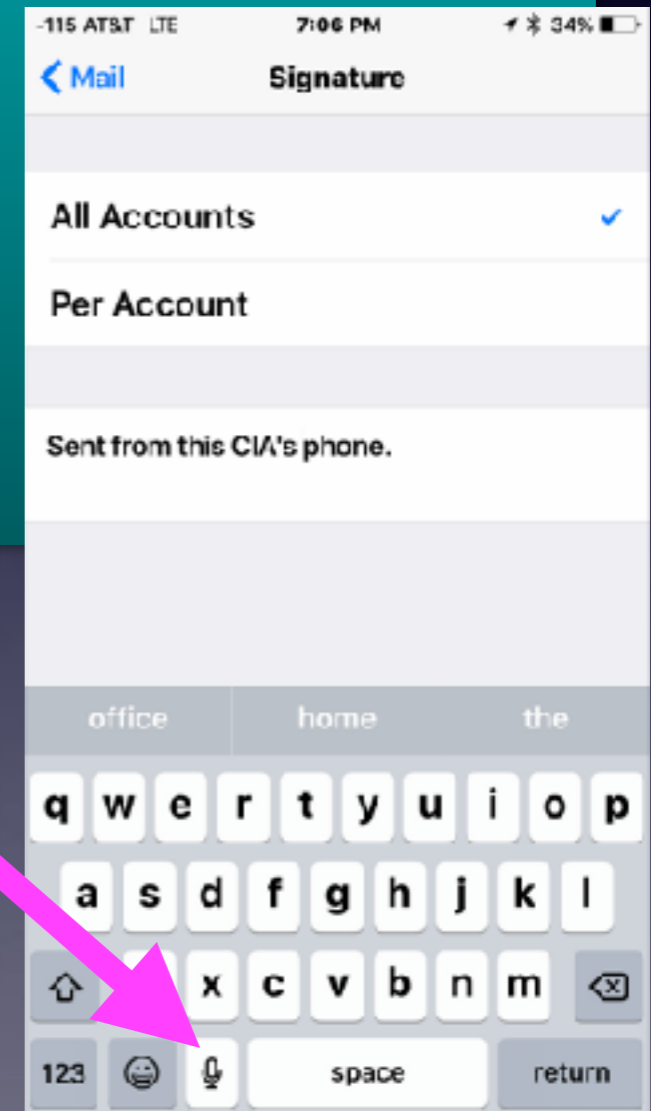 -115 AT&T LTE 7:06 PM 34%
Mail Signature
All Accounts
Per Account
Sent from this CIA's phone.
office home the
q w e r t y u i o p
a s d f g h j k l
x c v b n m
123 space return